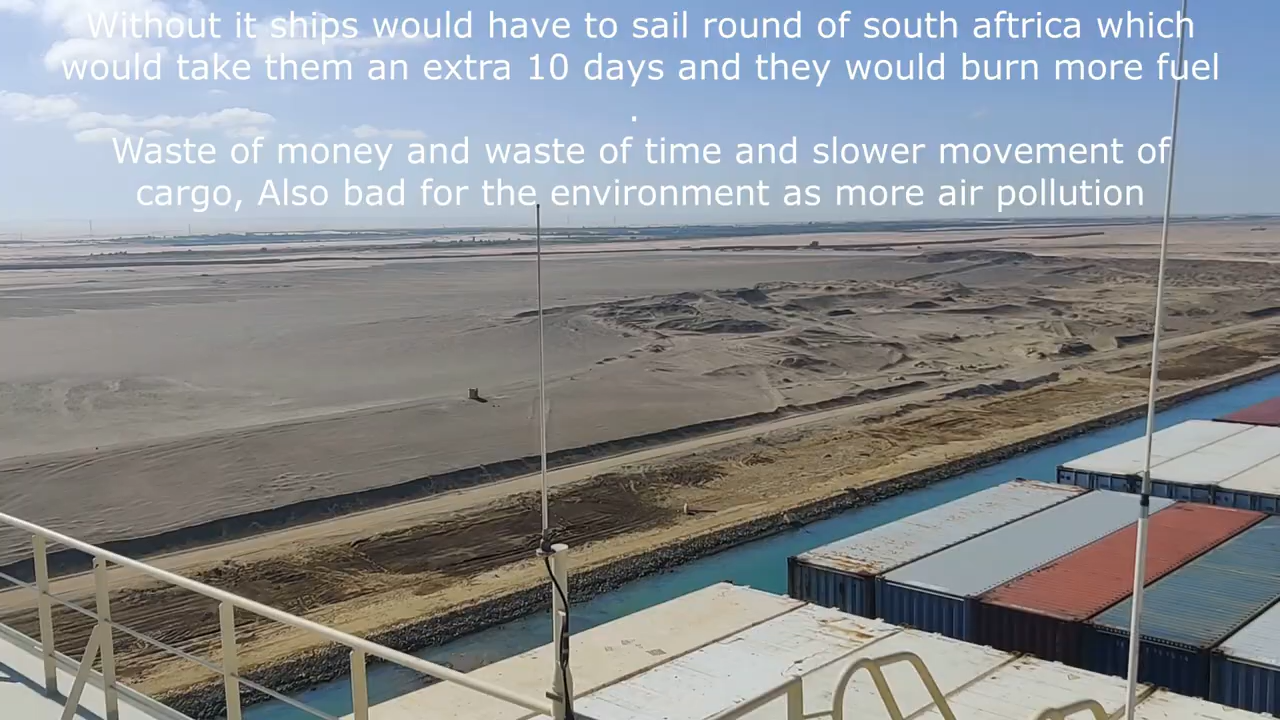 Without it ships would have to sail round of south aftrica which
would take them an extra 10 days and they would burn more fuel
.
Waste of money and waste of time and slower movement of
cargo, Also bad for the environment as more air pollution